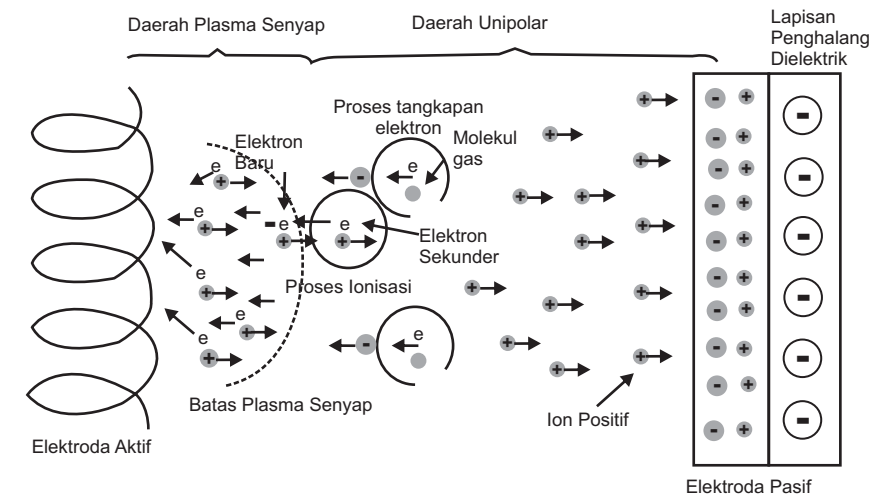 Daerah Plasma Senyap
Daerah Unipolar
Lapisan
Penghalang
Dielektrik
Proses tangkapan
elektron
Molekul
gas
Elektron
Baru
e
e
e
e
e
e
e
e
e
e
Elektron
Sekunder
Proses Ionisasi
Batas Plasma Senyap
Ion Positif
Elektroda Aktif
Elektroda Pasif